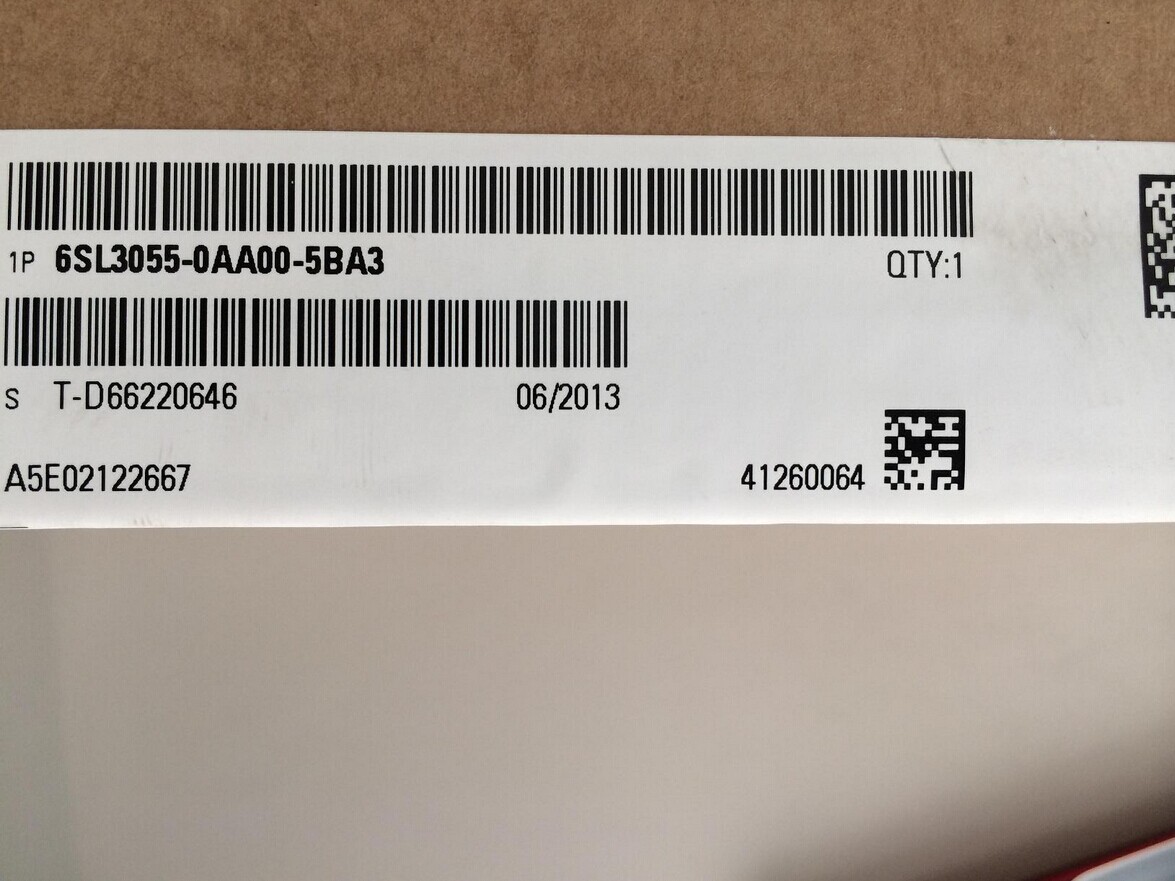 1P 6SL3055-0AA00-5BA3 QTY:1
S T-D66220646 06/2013
A5E02122667 41260064